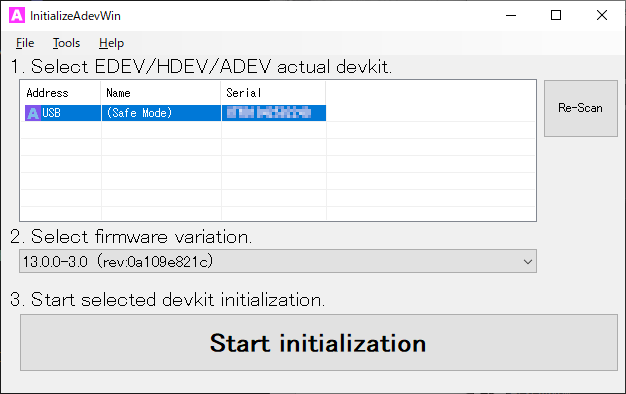 A InitializeAdevWin
File Tools Help
1. Select EDEV/HDEV/ADEV actual devkit.
Address Name Serial
A USB (Safe Mode)
Re-Scan
2. Select firmware variation.
13.0.0-3.0 (rev:0a109e821c)
3. Start selected devkit initialization.
Start initialization